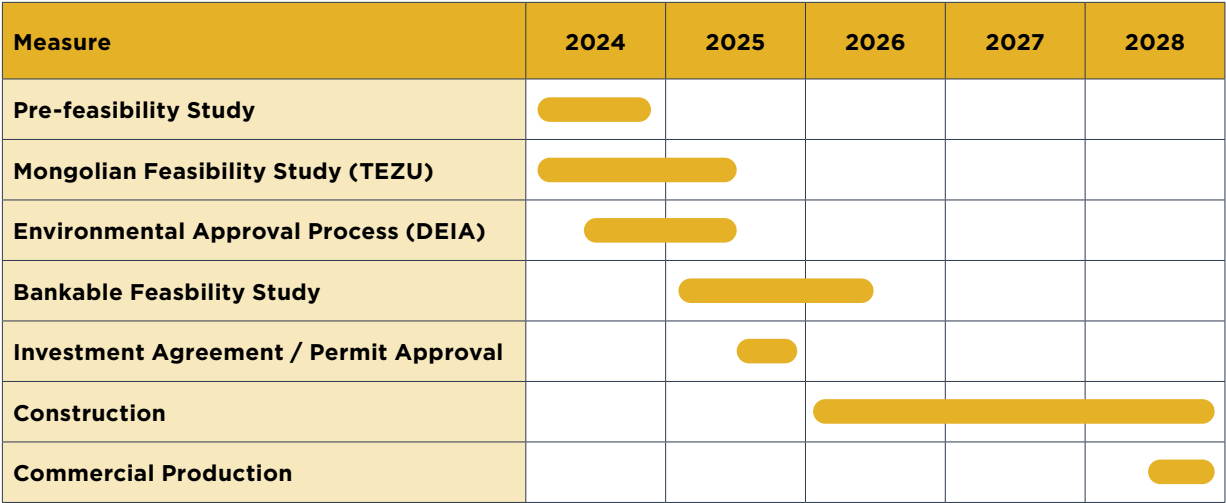 Measure 2024 2025 2026 2027 2028
Pre-feasibility Study
Mongolian Feasibility Study (TEZU)
Environmental Approval Process (DEIA)
Bankable Feasbility Study
Investment Agreement / Permit Approval
Construction
Commercial Production